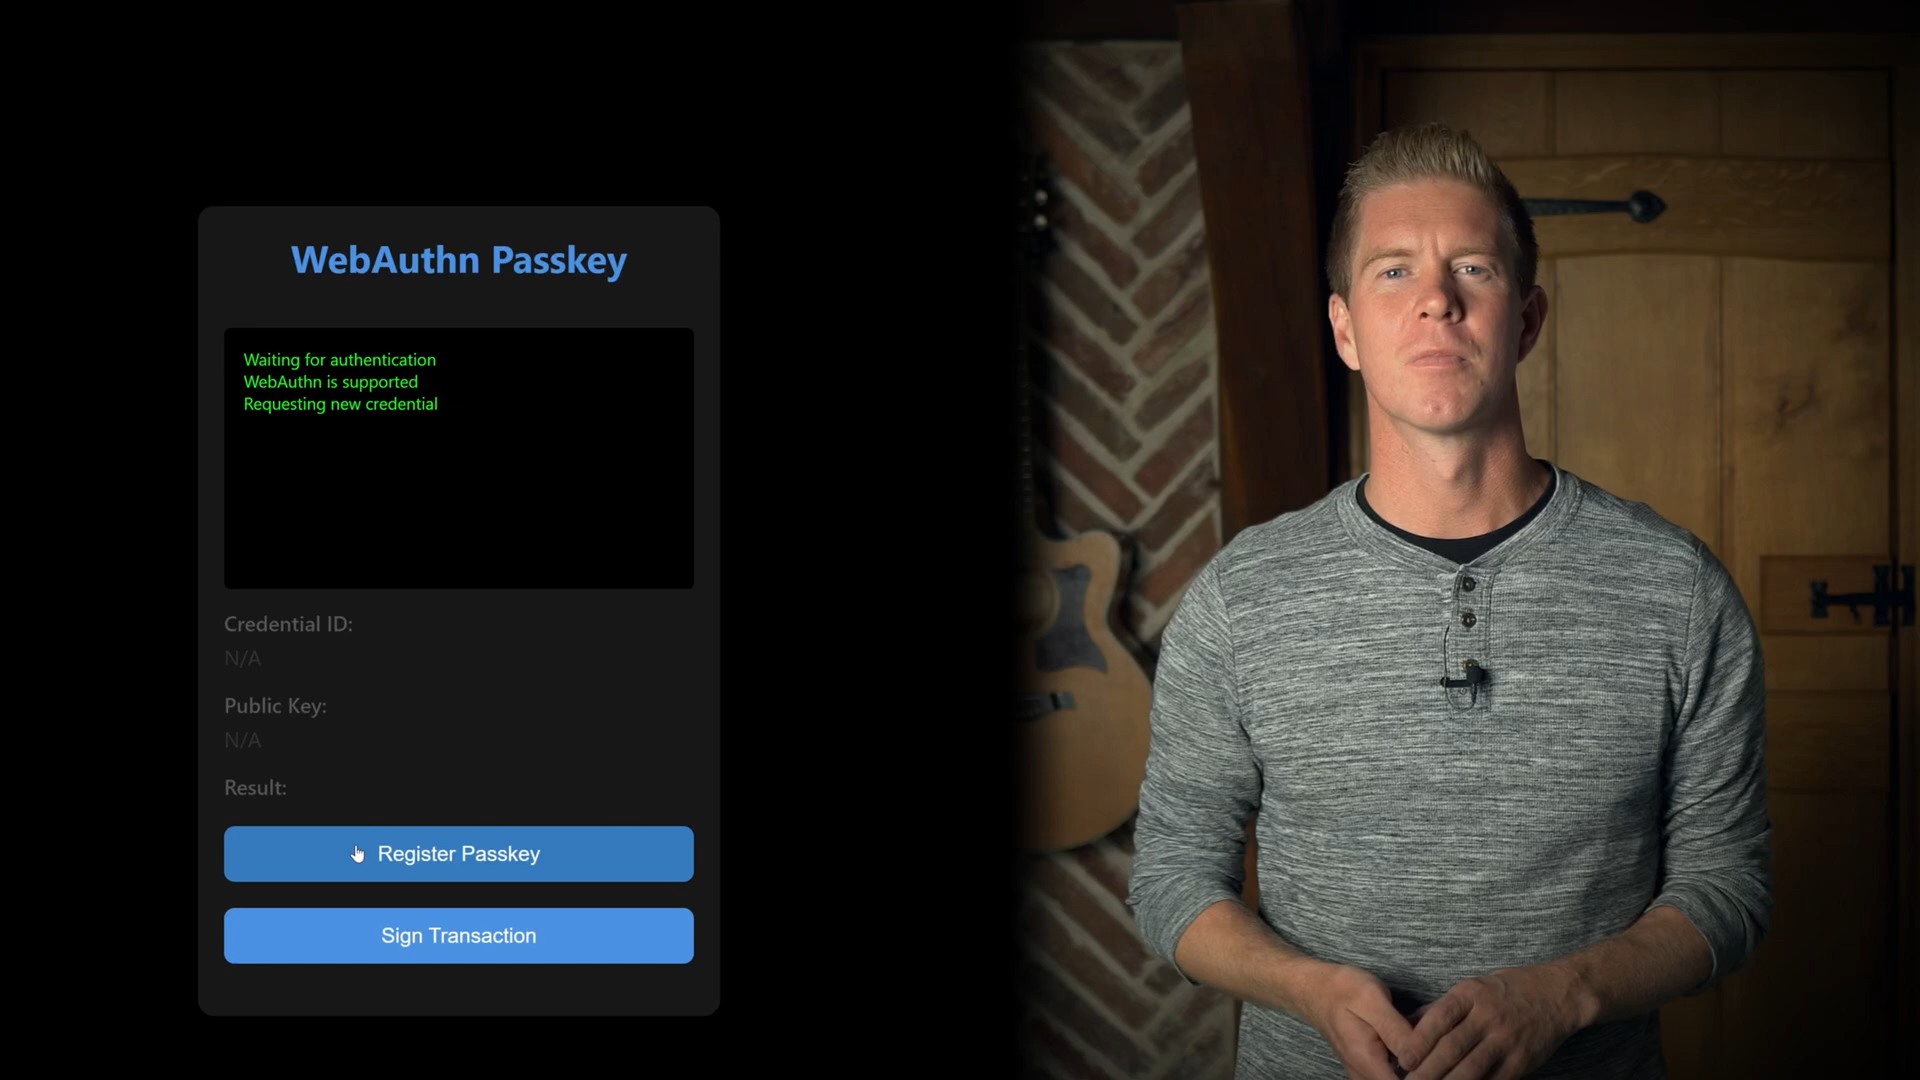 WebAuthn Passkey
Waiting for authentication
WebAuthn is supported
Requesting new credential
Credential ID:
N/A
Public Key:
N/A
Result:
Register Passkey
Sign Transaction